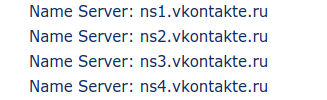 Name Server: ns1.vkontakte.ru
Name Server: ns2.vkontakte.ru
Name Server: ns3.vkontakte.ru
Name Server: ns4.vkontakte.ru